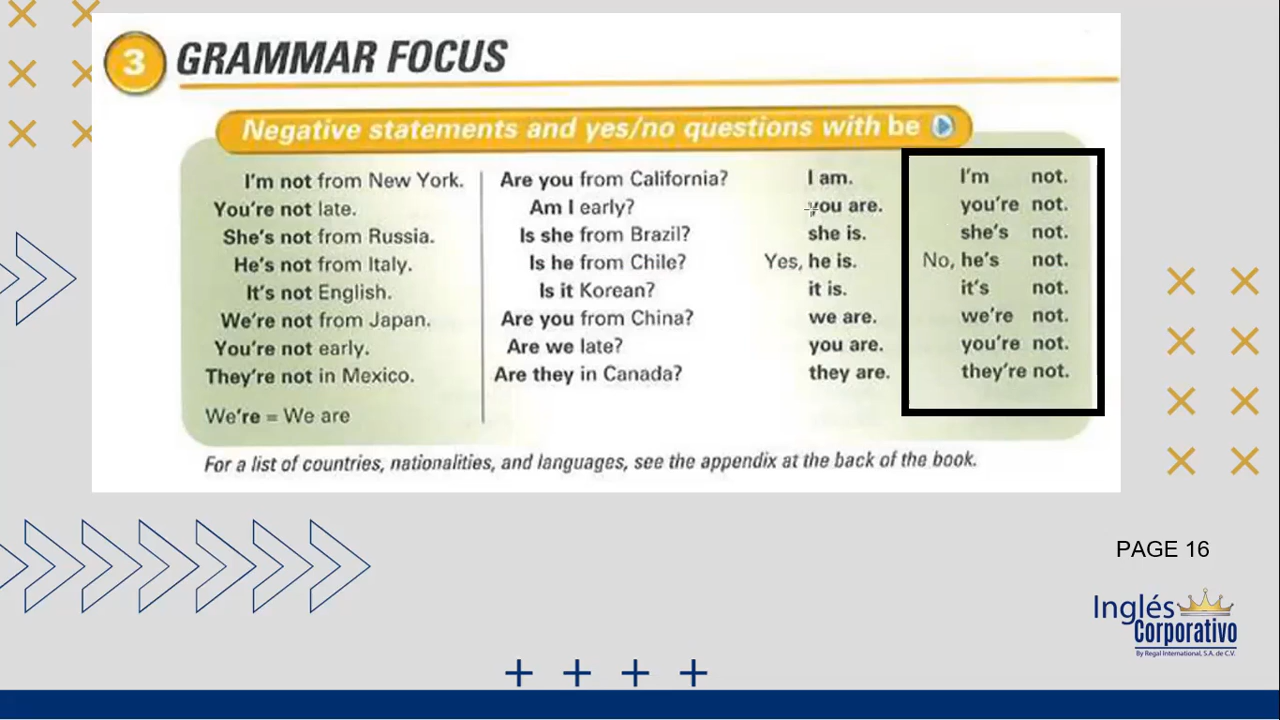 3 GRAMMAR FOCUS
Negative statements and yes/no questions with be
I'm not from New York.
You're not late.
She's not from Russia.
He's not from Italy.
It's not English.
We're not from Japan.
You're not early.
They're not in Mexico.
We're = We are
Are you from California?
Am I early?
Is she from Brazil?
Is he from Chile?
Is it Korean?
Are you from China?
Are we late?
Are they in Canada?
I am.
you are.
she is.
Yes, he is.
it is.
we are.
you are.
they are.
I'm not.
you're not.
she's not.
No, he's not.
it's not.
we're not.
you're not.
they're not.
For a list of countries, nationalities, and languages, see the appendix at the back of the book.
PAGE 16
Inglés
Corporativo
By Regal International, S.A. de C.V.